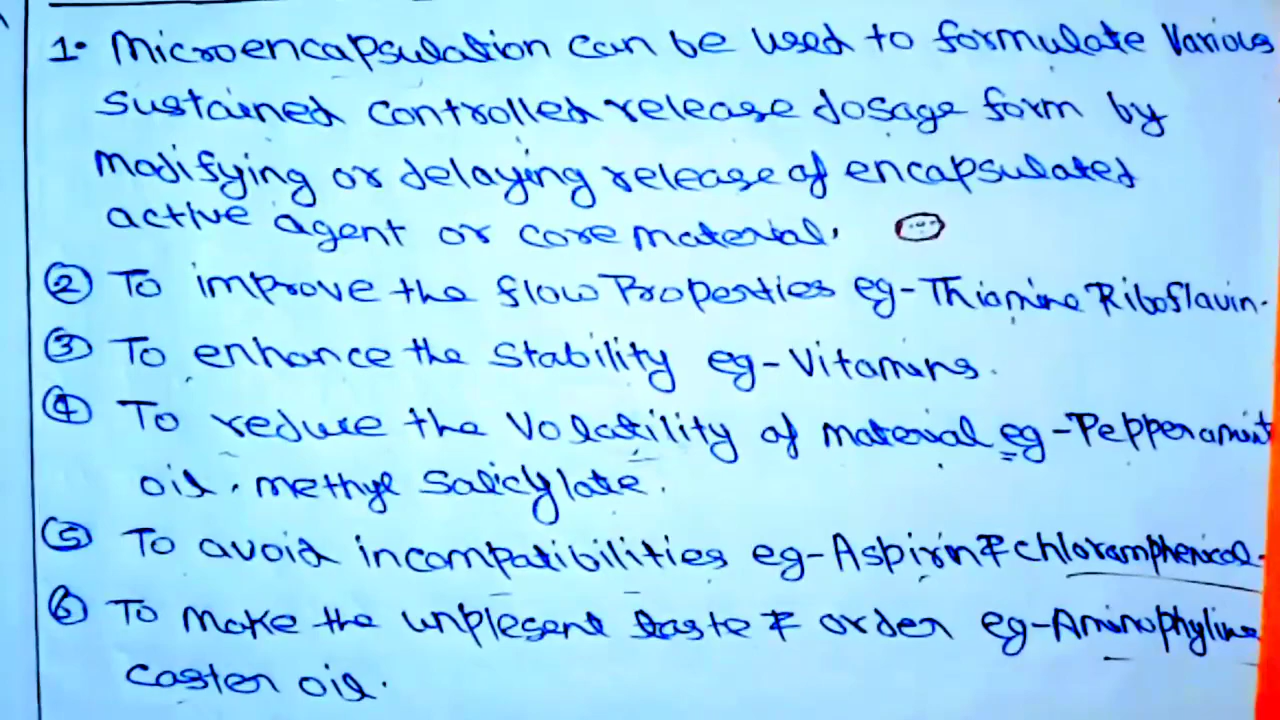 1. Microencapsulation can be used to formulate Various
sustained controlled release dosage form by
modifying or delaying release of encapsulated
active agent or core material.
② To improve the flow Properties eg-Thiamine Riboflavin.
③ To enhance the Stability eg-Vitamins.
④ To reduce the Volatility of material eg-Pepperamint
oil. methyl Salicylate.
⑤ To avoid incompatibilities eg-Aspirin & chloramphenical.
⑥ To make the unplesent taste & order eg-Aminophyline
caster oil.